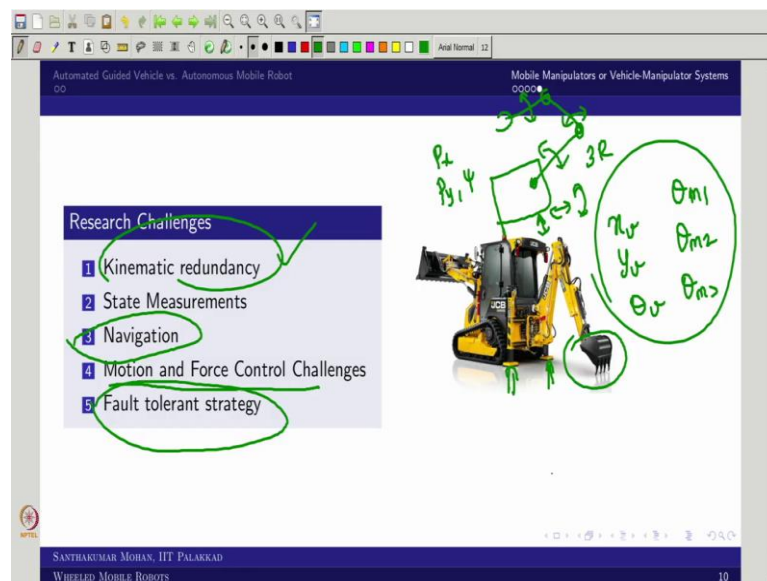 Arial Normal 12
Automated Guided Vehicle vs. Autonomous Mobile Robot
Mobile Manipulators or Vehicle-Manipulator Systems
Px
Py, ψ
3R
xv
yv
θv
θm1
θm2
θm3
Research Challenges
1 Kinematic redundancy
2 State Measurements
3 Navigation
4 Motion and Force Control Challenges
5 Fault tolerant strategy
JCB
NPTEL
SANTHAKUMAR MOHAN, IIT PALAKKAD
WHEELED MOBILE ROBOTS
10